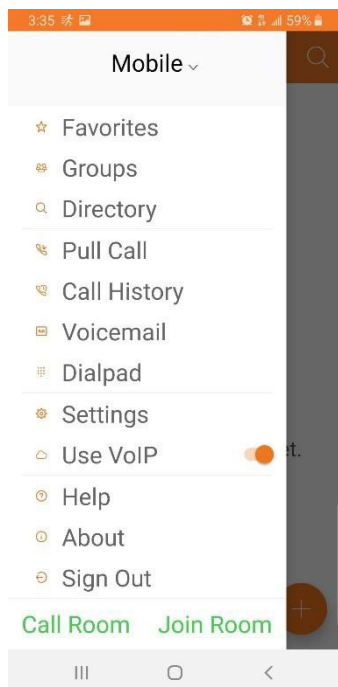 3:35 59%
Mobile
Favorites
Groups
Directory
Pull Call
Call History
Voicemail
Dialpad
Settings
Use VoIP
et.
Help
About
Sign Out
Call Room Join Room